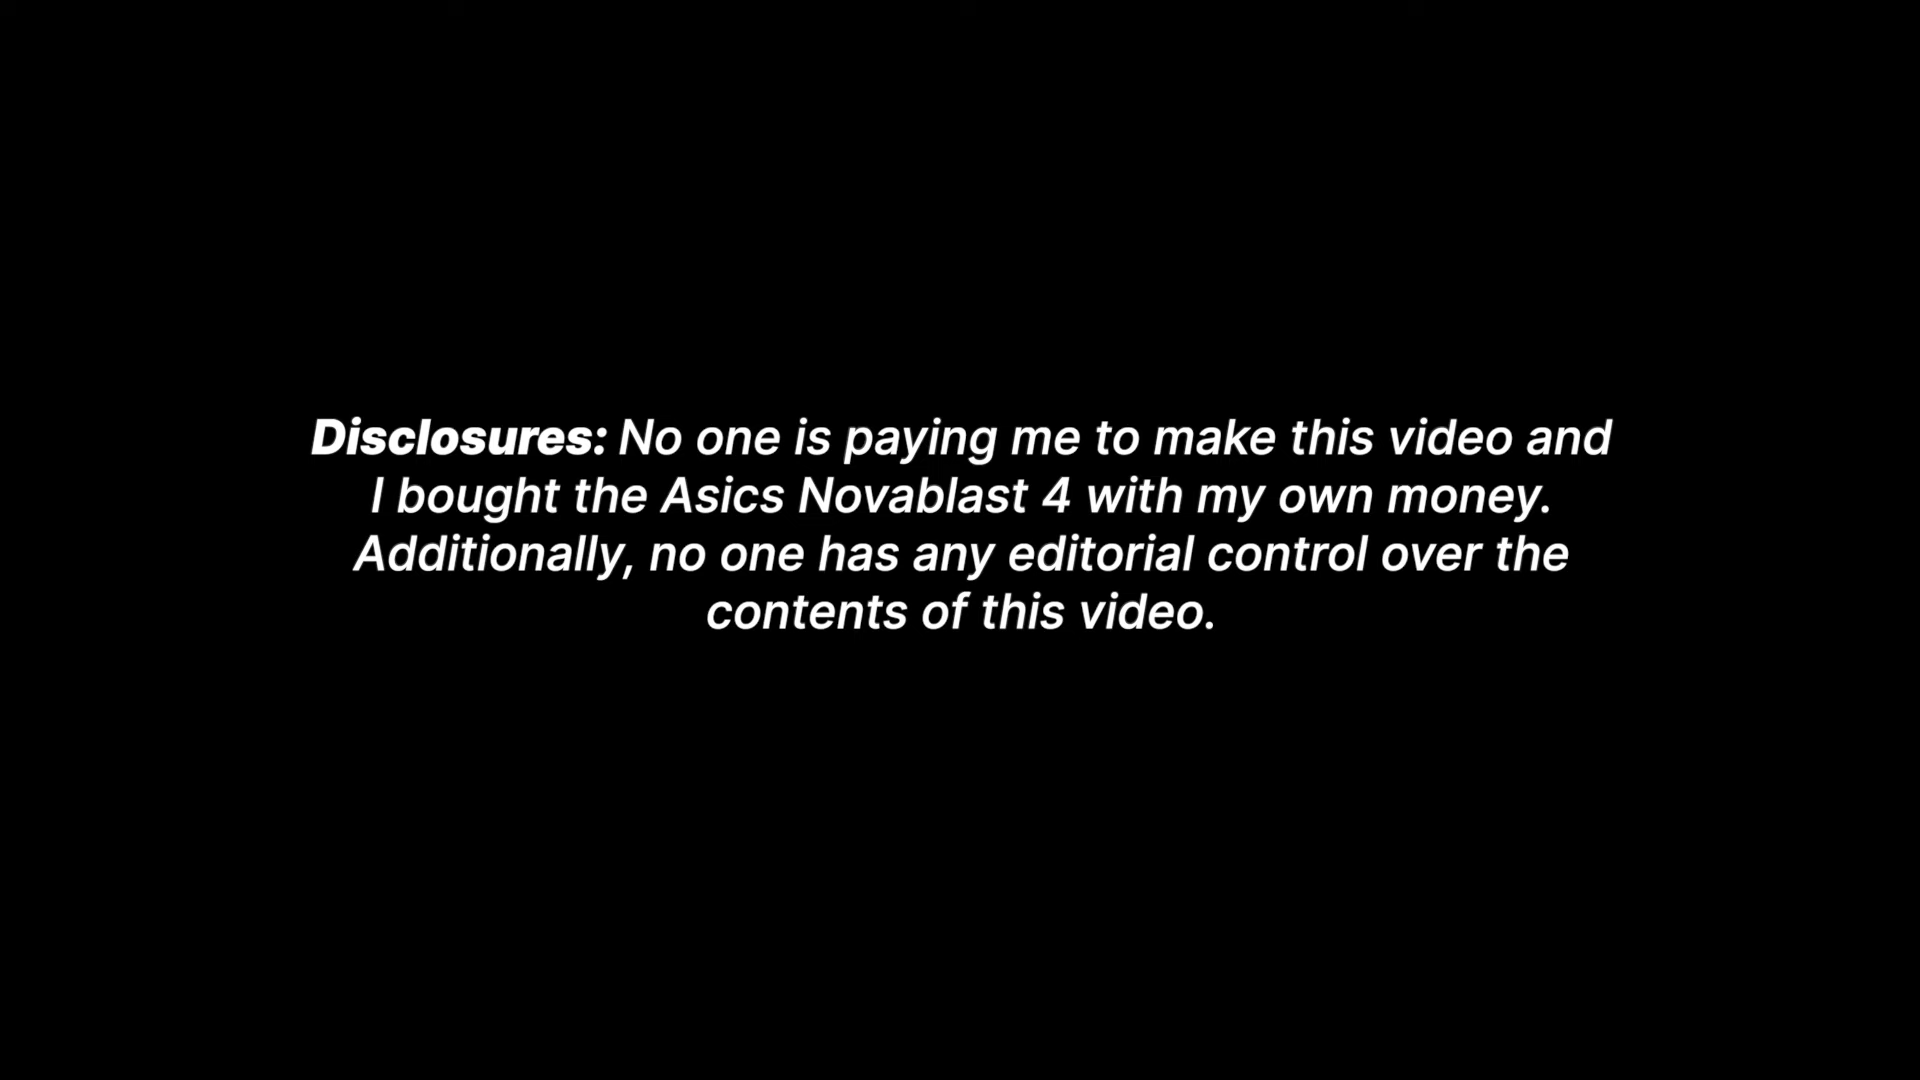 Disclosures: No one is paying me to make this video and
I bought the Asics Novablast 4 with my own money.
Additionally, no one has any editorial control over the
contents of this video.